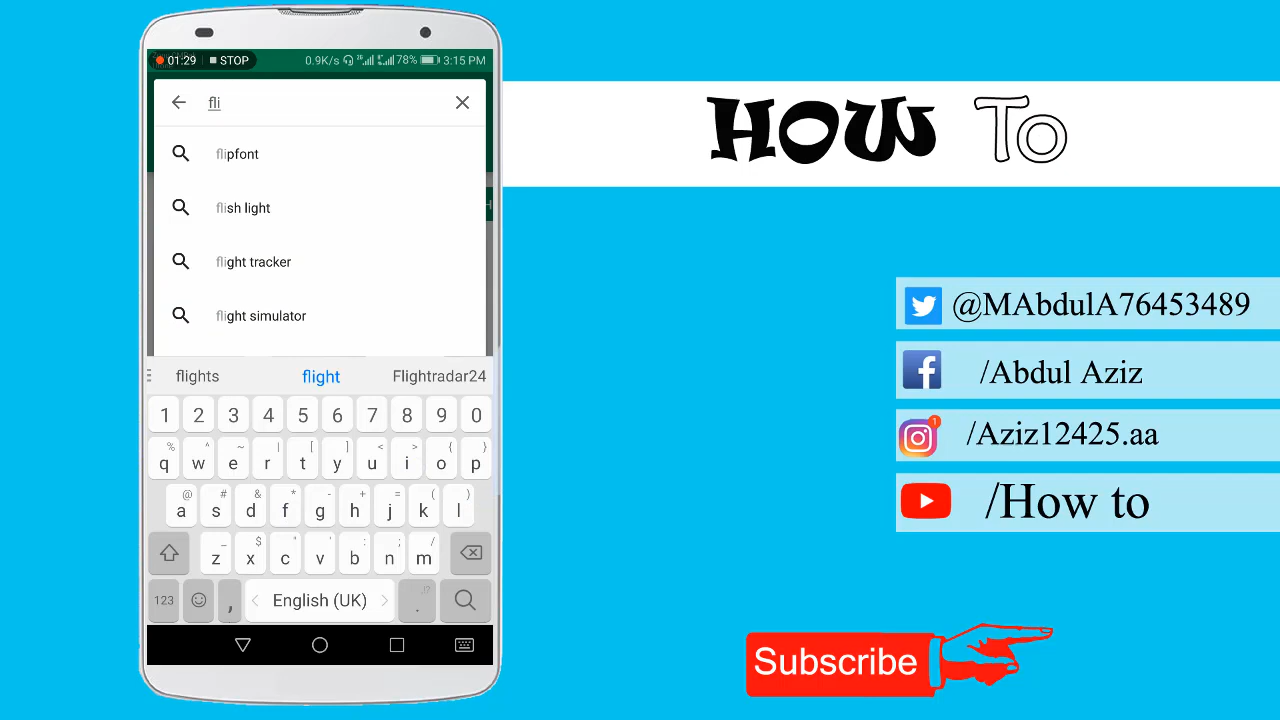 01:29 STOP 0.9K/s 78% 3:15 PM
fli
flipfont
flish light
flight tracker
flight simulator
flights flight Flightradar24
1 2 3 4 5 6 7 8 9 0
% ^ ~ | [ ] < > { }
q w e r t y u i o p
@ # & * - + = ( )
a s d f g h j k l
_ $ " ' : ; /
z x c v b n m
123 , English (UK) . ,!?
HOW To
@MAbdulA76453489
/Abdul Aziz
1
/Aziz12425.aa
/How to
Subscribe